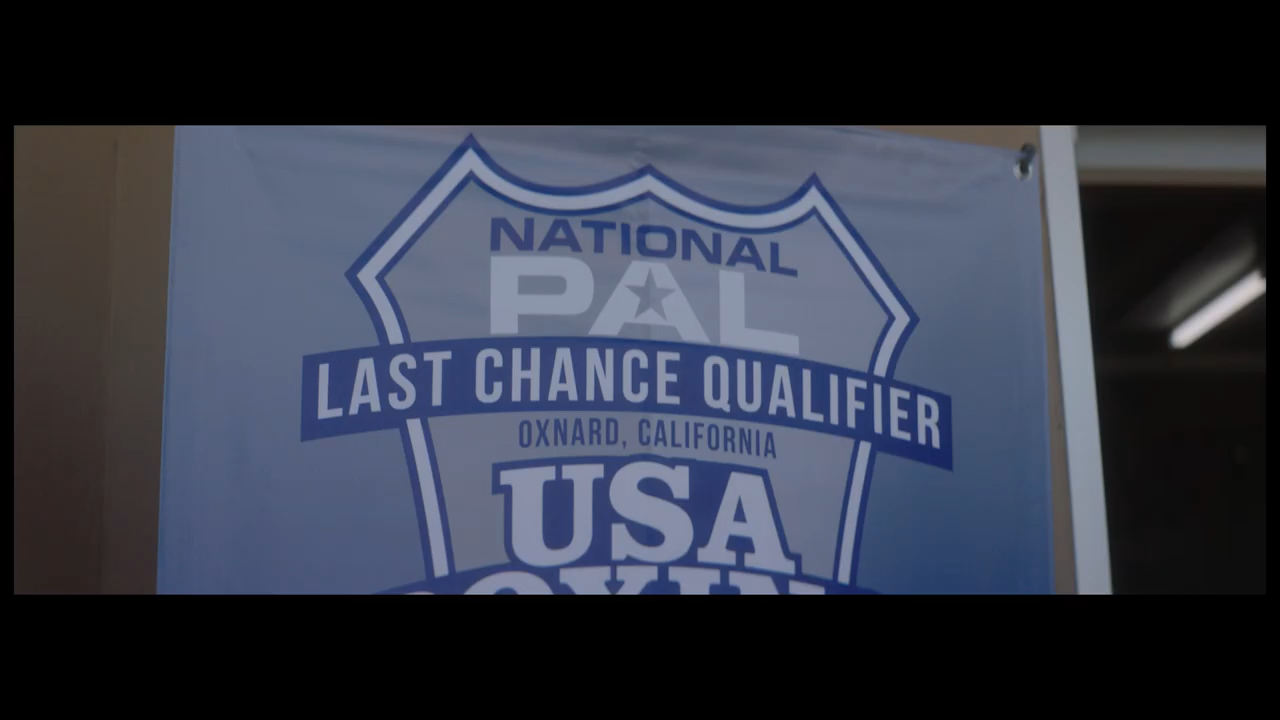 NATIONAL
PAL
LAST CHANCE QUALIFIER
OXNARD, CALIFORNIA
USA